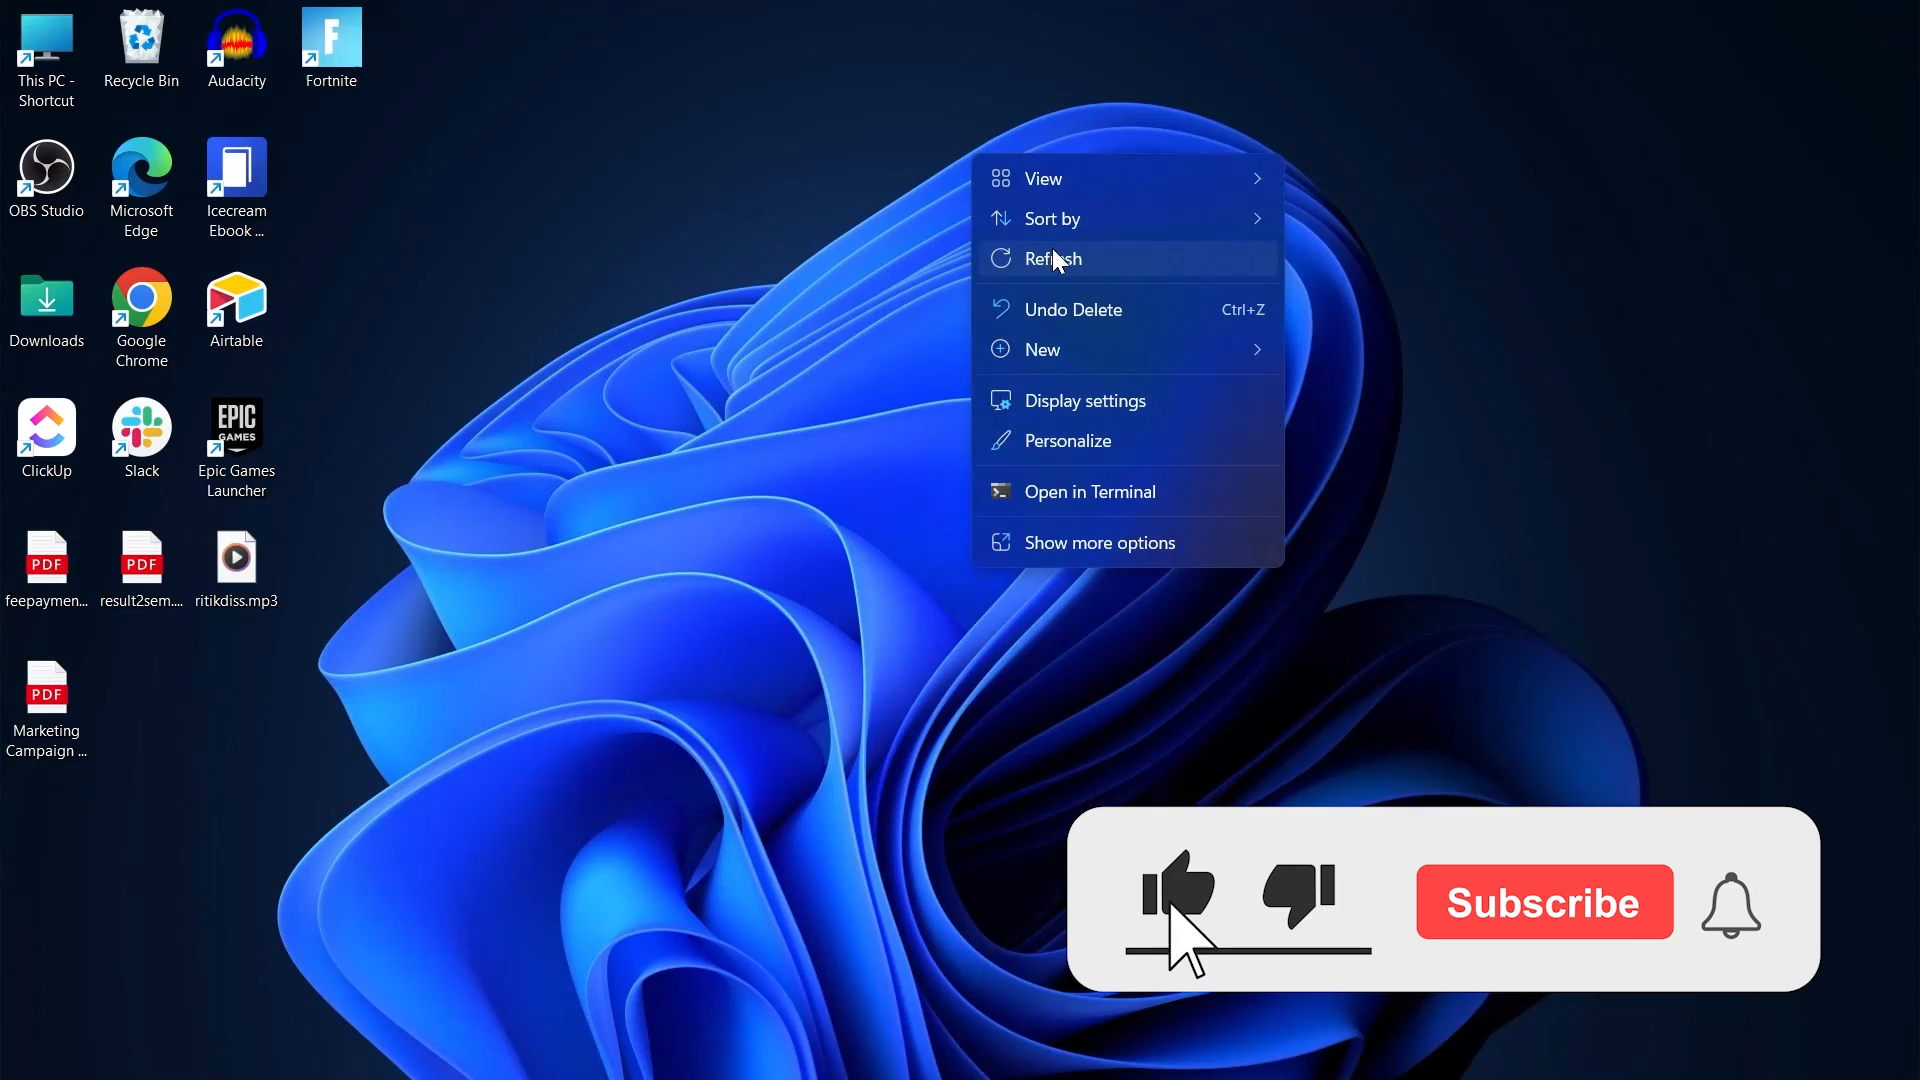 This PC -
Shortcut
Recycle Bin
Audacity
F
Fortnite
OBS Studio
Microsoft
Edge
Icecream
Ebook ...
Downloads
Google
Chrome
Airtable
ClickUp
Slack
EPIC
GAMES
Epic Games
Launcher
PDF
feepaymen...
PDF
result2sem....
ritikdiss.mp3
PDF
Marketing
Campaign ...
View
Sort by
Refresh
Undo Delete Ctrl+Z
New
Display settings
Personalize
Open in Terminal
Show more options
Subscribe